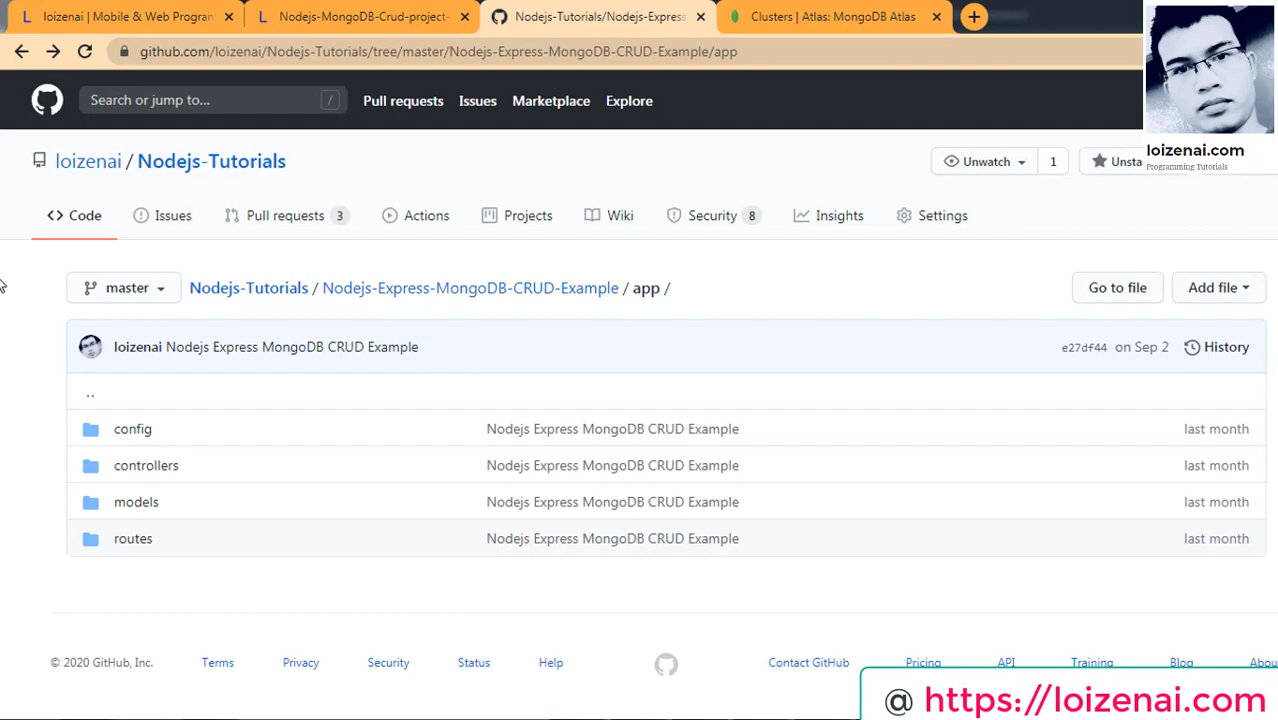 loizenai | Mobile & Web Program
Nodejs-MongoDB-Crud-project-
Nodejs-Tutorials/Nodejs-Express
Clusters | Atlas: MongoDB Atlas
github.com/loizenai/Nodejs-Tutorials/tree/master/Nodejs-Express-MongoDB-CRUD-Example/app
Search or jump to... /
Pull requests Issues Marketplace Explore
loizenai.com
Programming Tutorials
loizenai / Nodejs-Tutorials
Unwatch 1 Unsta
Code Issues Pull requests 3 Actions Projects Wiki Security 8 Insights Settings
master Nodejs-Tutorials / Nodejs-Express-MongoDB-CRUD-Example / app / Go to file Add file
loizenai Nodejs Express MongoDB CRUD Example e27df44 on Sep 2 History
..
config Nodejs Express MongoDB CRUD Example last month
controllers Nodejs Express MongoDB CRUD Example last month
models Nodejs Express MongoDB CRUD Example last month
routes Nodejs Express MongoDB CRUD Example last month
© 2020 GitHub, Inc. Terms Privacy Security Status Help Contact GitHub Pricing API Training Blog Abou
@ https://loizenai.com